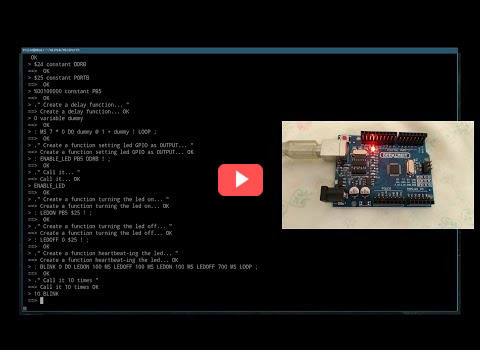 OK
> $24 constant DDRB
==>  OK
> $25 constant PORTB
==>  OK
> %00100000 constant PB5
==>  OK
> ." Create a delay function... "
==> Create a delay function... OK
> 0 variable dummy
==>  OK
> : MS 7 * 0 DO dummy @ 1 + dummy ! LOOP ;
==>  OK
> ." Create a function setting led GPIO as OUTPUT... "
==> Create a function setting led GPIO as OUTPUT... OK
> : ENABLE_LED PB5 DDRB ! ;
==>  OK
> ." Call it... "
==> Call it... OK
> ENABLE_LED
==>  OK
> ." Create a function turning the led on... "
==> Create a function turning the led on... OK
> : LEDON PB5 $25 ! ;
==>  OK
> ." Create a function turning the led off... "
==> Create a function turning the led off... OK
> : LEDOFF 0 $25 ! ;
==>  OK
> ." Create a function heartbeat-ing the led... "
==> Create a function heartbeat-ing the led... OK
> : BLINK 0 DO LEDON 100 MS LEDOFF 100 MS LEDON 100 MS LEDOFF 700 MS LOOP ;
==>  OK
> ." Call it 10 times "
==> Call it 10 times OK
> 10 BLINK
==>